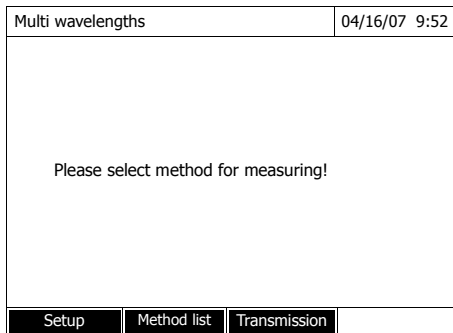 Multi wavelengths 04/16/07 9:52
Please select method for measuring!
Setup Method list Transmission